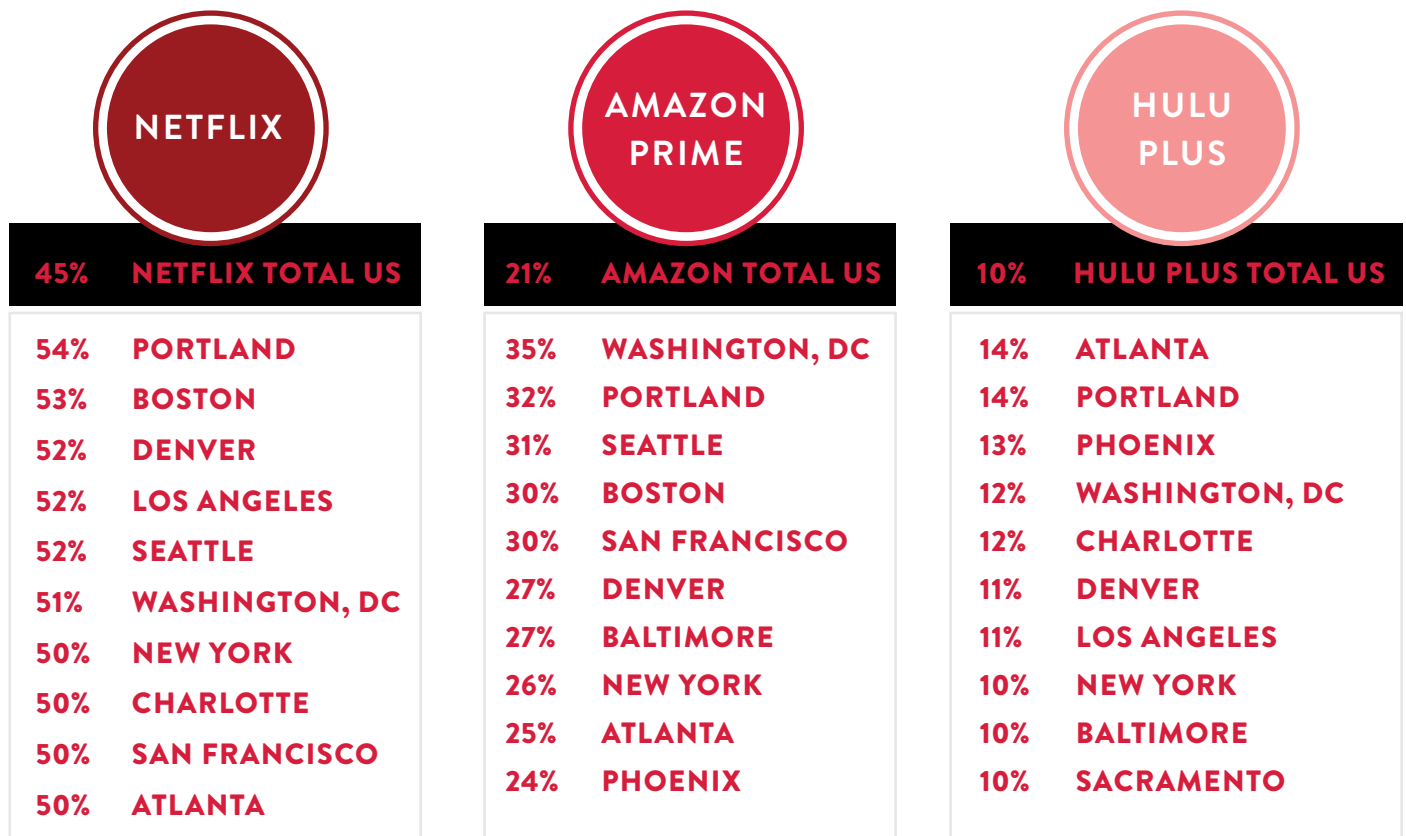 NETFLIX
45% NETFLIX TOTAL US
54% PORTLAND
53% BOSTON
52% DENVER
52% LOS ANGELES
52% SEATTLE
51% WASHINGTON, DC
50% NEW YORK
50% CHARLOTTE
50% SAN FRANCISCO
50% ATLANTA
AMAZON
PRIME
21% AMAZON TOTAL US
35% WASHINGTON, DC
32% PORTLAND
31% SEATTLE
30% BOSTON
30% SAN FRANCISCO
27% DENVER
27% BALTIMORE
26% NEW YORK
25% ATLANTA
24% PHOENIX
HULU
PLUS
10% HULU PLUS TOTAL US
14% ATLANTA
14% PORTLAND
13% PHOENIX
12% WASHINGTON, DC
12% CHARLOTTE
11% DENVER
11% LOS ANGELES
10% NEW YORK
10% BALTIMORE
10% SACRAMENTO